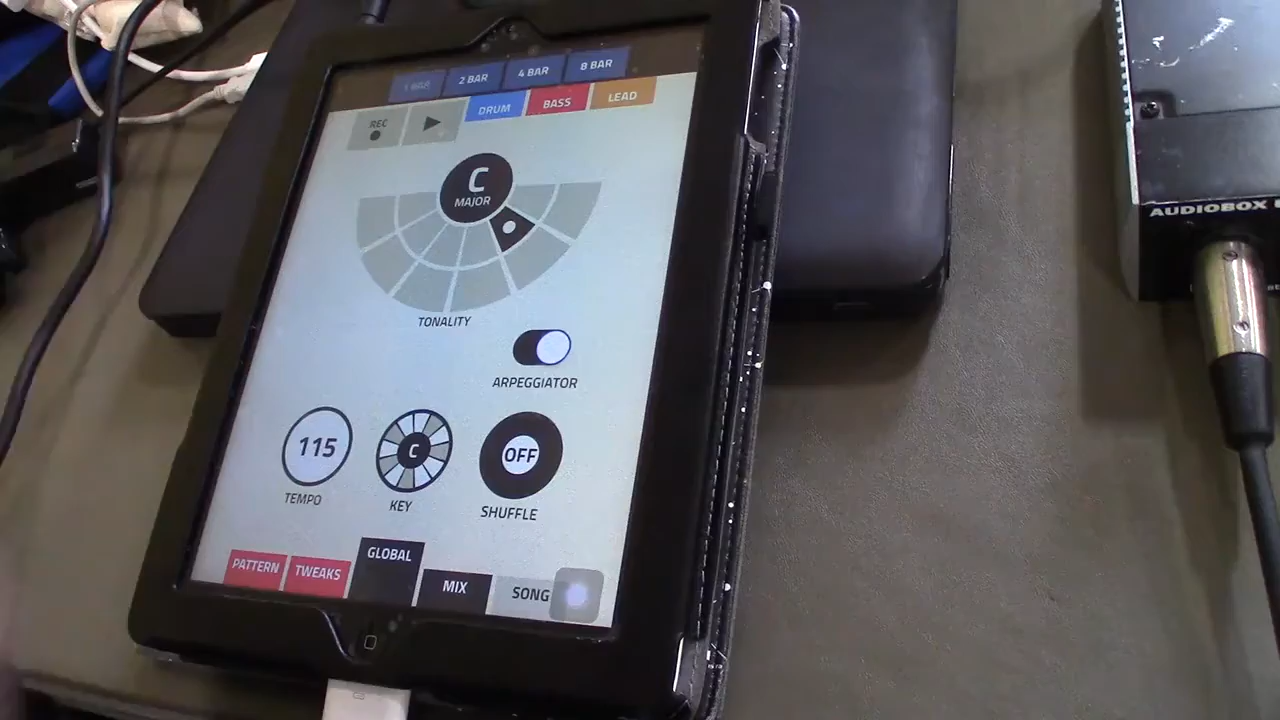 1 BAR
2 BAR
4 BAR
8 BAR
REC
DRUM
BASS
LEAD
C
MAJOR
TONALITY
ARPEGGIATOR
115
C
OFF
TEMPO
KEY
SHUFFLE
PATTERN
TWEAKS
GLOBAL
MIX
SONG
AUDIOBOX